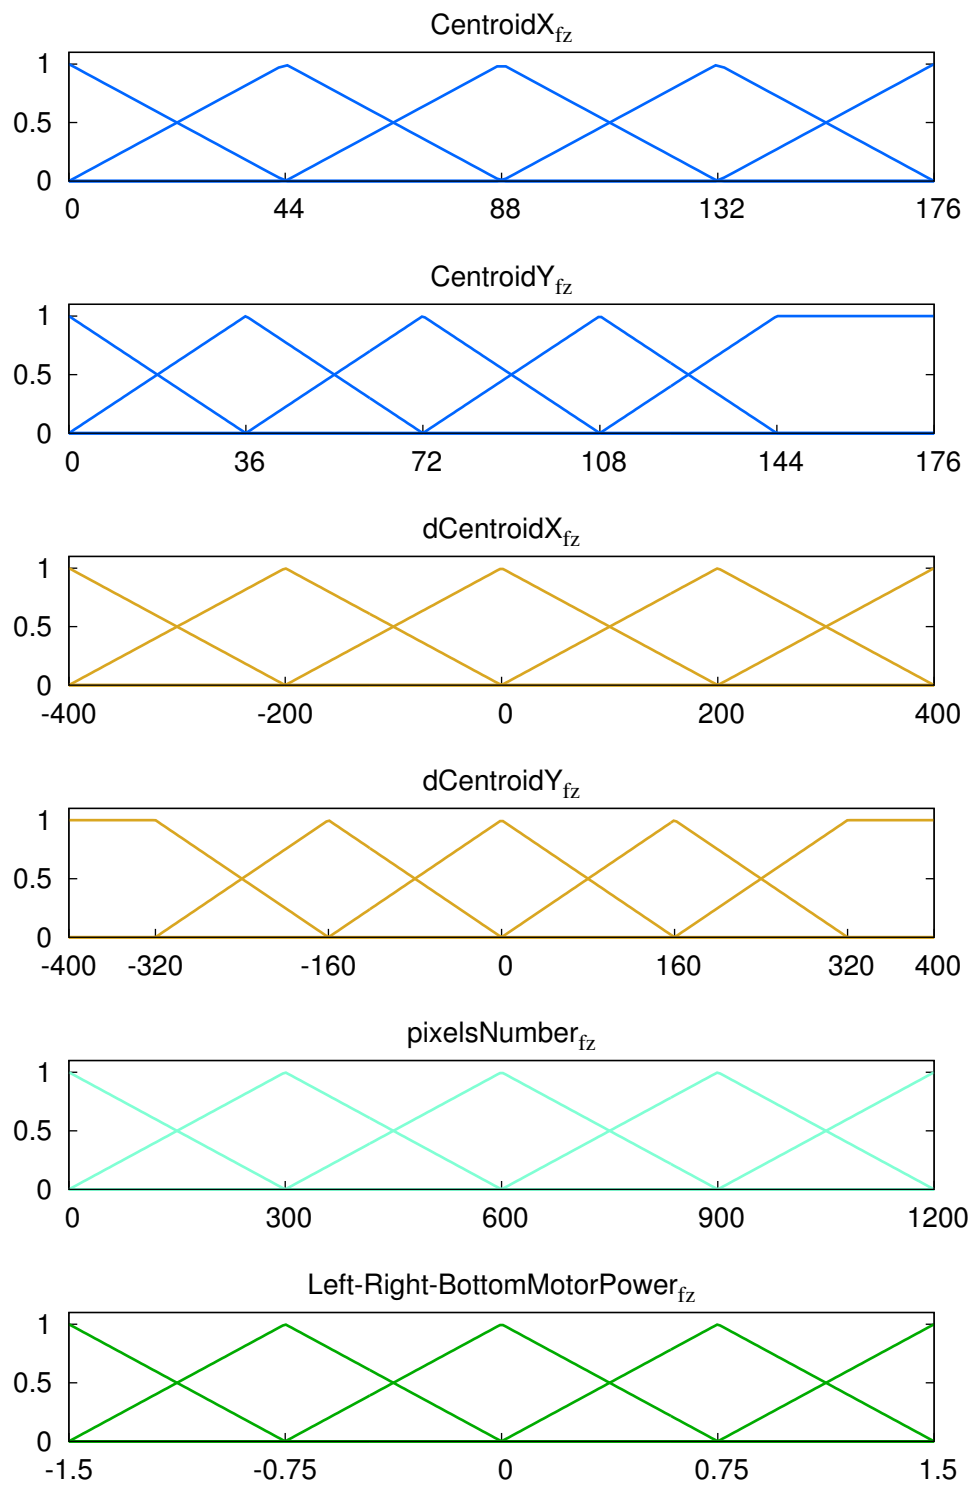 CentroidXfz
1
0.5
0
0 44 88 132 176
CentroidYfz
1
0.5
0
0 36 72 108 144 176
dCentroidXfz
1
0.5
0
-400 -200 0 200 400
dCentroidYfz
1
0.5
0
-400 -320 -160 0 160 320 400
pixelsNumberfz
1
0.5
0
0 300 600 900 1200
Left-Right-BottomMotorPowerfz
1
0.5
0
-1.5 -0.75 0 0.75 1.5